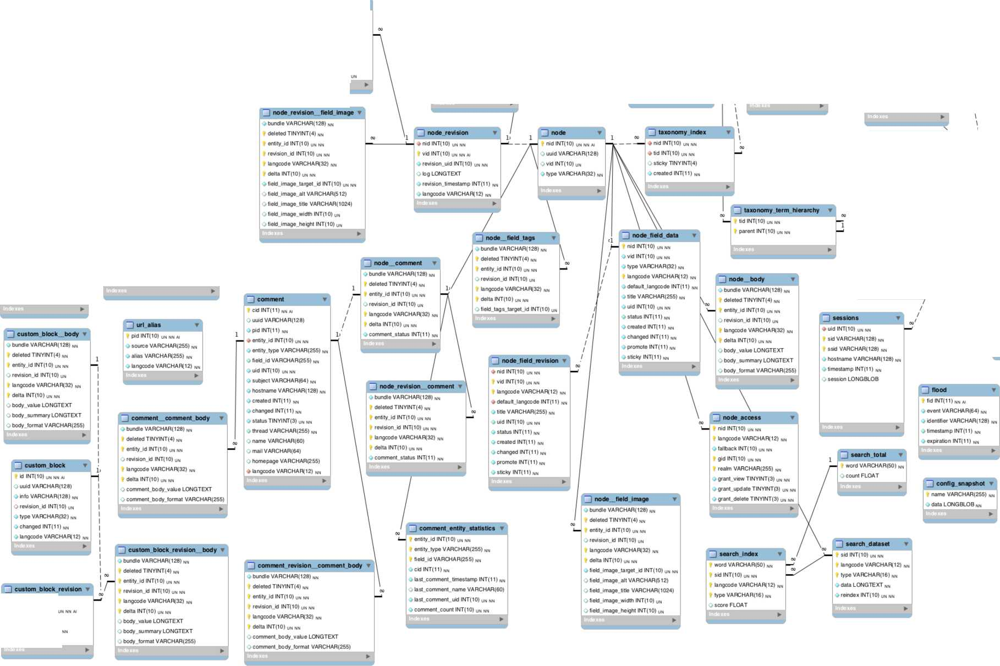 ∞
UN
node_revision__field_image
bundle VARCHAR(128) NN
deleted TINYINT(4) NN
entity_id INT(10) UN NN
revision_id INT(10) UN NN
langcode VARCHAR(32) NN
delta INT(10) UN NN
field_image_target_id INT(10) UN NN
field_image_alt VARCHAR(512)
field_image_title VARCHAR(1024)
field_image_width INT(10) UN
field_image_height INT(10) UN
Indexes
∞
1
Indexes
node_revision
nid INT(10) UN NN
vid INT(10) UN NN AI
revision_uid INT(10) UN NN
log LONGTEXT
revision_timestamp INT(11) NN
langcode VARCHAR(12) NN
Indexes
1
1
node
nid INT(10) UN NN AI
uuid VARCHAR(128)
vid INT(10) UN
type VARCHAR(32) NN
Indexes
1
∞
taxonomy_index
nid INT(10) UN NN
tid INT(10) UN NN
sticky TINYINT(4)
created INT(11) NN
Indexes
∞
Indexes
Indexes
∞
taxonomy_term_hierarchy
tid INT(10) UN NN
parent INT(10) UN NN
Indexes
∞
1
node__field_tags
bundle VARCHAR(128) NN
deleted TINYINT(4) NN
entity_id INT(10) UN NN
revision_id INT(10) UN
langcode VARCHAR(32) NN
delta INT(10) UN NN
field_tags_target_id INT(10) UN
Indexes
∞
1
node_field_data
nid INT(10) UN NN
vid INT(10) UN NN
type VARCHAR(32) NN
langcode VARCHAR(12) NN
default_langcode INT(11) NN
title VARCHAR(255) NN
uid INT(10) UN NN
status INT(11) NN
created INT(11) NN
changed INT(11) NN
promote INT(11) NN
sticky INT(11) NN
Indexes
∞
node__body
bundle VARCHAR(128) NN
deleted TINYINT(4) NN
entity_id INT(10) UN NN
revision_id INT(10) UN
langcode VARCHAR(32) NN
delta INT(10) UN NN
body_value LONGTEXT
body_summary LONGTEXT
body_format VARCHAR(255)
Indexes
1
node__comment
bundle VARCHAR(128) NN
deleted TINYINT(4) NN
entity_id INT(10) UN NN
revision_id INT(10) UN
langcode VARCHAR(32) NN
delta INT(10) UN NN
comment_status INT(11) NN
Indexes
1
Indexes
Indexes
comment
cid INT(11) NN AI
uuid VARCHAR(128)
pid INT(11) NN
entity_id INT(10) UN NN
entity_type VARCHAR(255) NN
field_id VARCHAR(255) NN
uid INT(10) UN NN
subject VARCHAR(64) NN
hostname VARCHAR(128) NN
created INT(11) NN
changed INT(11) NN
status TINYINT(3) UN NN
thread VARCHAR(255) NN
name VARCHAR(60)
mail VARCHAR(64)
homepage VARCHAR(255)
langcode VARCHAR(12) NN
Indexes
1
1
url_alias
pid INT(10) UN NN AI
source VARCHAR(255) NN
alias VARCHAR(255) NN
langcode VARCHAR(12) NN
Indexes
custom_block__body
bundle VARCHAR(128) NN
deleted TINYINT(4) NN
entity_id INT(10) UN NN
revision_id INT(10) UN
langcode VARCHAR(32) NN
delta INT(10) UN NN
body_value LONGTEXT
body_summary LONGTEXT
body_format VARCHAR(255)
Indexes
1
sessions
uid INT(10) UN NN
sid VARCHAR(128) NN
ssid VARCHAR(128) NN
hostname VARCHAR(128) NN
timestamp INT(11) NN
session LONGBLOB
Indexes
∞
node_field_revision
nid INT(10) UN NN
vid INT(10) UN NN
langcode VARCHAR(12) NN
default_langcode INT(11) NN
title VARCHAR(255) NN
uid INT(10) UN NN
status INT(11) NN
created INT(11) NN
changed INT(11) NN
promote INT(11) NN
sticky INT(11) NN
Indexes
∞
node_revision__comment
bundle VARCHAR(128) NN
deleted TINYINT(4) NN
entity_id INT(10) UN NN
revision_id INT(10) UN NN
langcode VARCHAR(32) NN
delta INT(10) UN NN
comment_status INT(11) NN
Indexes
∞
flood
fid INT(11) NN AI
event VARCHAR(64) NN
identifier VARCHAR(128) NN
timestamp INT(11) NN
expiration INT(11) NN
Indexes
comment__comment_body
bundle VARCHAR(128) NN
deleted TINYINT(4) NN
entity_id INT(10) UN NN
revision_id INT(10) UN
langcode VARCHAR(32) NN
delta INT(10) UN NN
comment_body_value LONGTEXT
comment_body_format VARCHAR(255)
Indexes
∞
∞
node_access
nid INT(10) UN NN
langcode VARCHAR(12) NN
fallback INT(10) UN NN
gid INT(10) UN NN
realm VARCHAR(255) NN
grant_view TINYINT(3) UN NN
grant_update TINYINT(3) UN NN
grant_delete TINYINT(3) UN NN
Indexes
1
search_total
word VARCHAR(50) NN
count FLOAT
Indexes
custom_block
id INT(10) UN NN AI
uuid VARCHAR(128)
info VARCHAR(128) NN
revision_id INT(10) UN
type VARCHAR(32) NN
changed INT(11) NN
langcode VARCHAR(12) NN
Indexes
1
config_snapshot
name VARCHAR(255) NN
data LONGBLOB NN
Indexes
∞
node__field_image
bundle VARCHAR(128) NN
deleted TINYINT(4) NN
entity_id INT(10) UN NN
revision_id INT(10) UN
langcode VARCHAR(32) NN
delta INT(10) UN NN
field_image_target_id INT(10) UN NN
field_image_alt VARCHAR(512)
field_image_title VARCHAR(1024)
field_image_width INT(10) UN
field_image_height INT(10) UN
Indexes
∞
comment_entity_statistics
entity_id INT(10) UN NN
entity_type VARCHAR(255) NN
field_id VARCHAR(255) NN
cid INT(11) NN
last_comment_timestamp INT(11) NN
last_comment_name VARCHAR(60)
last_comment_uid INT(10) UN NN
comment_count INT(10) UN NN
Indexes
∞
search_dataset
sid INT(10) UN NN
langcode VARCHAR(12) NN
type VARCHAR(16) NN
data LONGTEXT NN
reindex INT(10) UN NN
Indexes
search_index
word VARCHAR(50) NN
sid INT(10) UN NN
langcode VARCHAR(12) NN
type VARCHAR(16) NN
score FLOAT
Indexes
∞
∞
∞
custom_block_revision__body
bundle VARCHAR(128) NN
deleted TINYINT(4) NN
entity_id INT(10) UN NN
revision_id INT(10) UN NN
langcode VARCHAR(32) NN
delta INT(10) UN NN
body_value LONGTEXT
body_summary LONGTEXT
body_format VARCHAR(255)
Indexes
comment_revision__comment_body
bundle VARCHAR(128) NN
deleted TINYINT(4) NN
entity_id INT(10) UN NN
revision_id INT(10) UN NN
langcode VARCHAR(32) NN
delta INT(10) UN NN
comment_body_value LONGTEXT
comment_body_format VARCHAR(255)
Indexes
∞
custom_block_revision
UN NN AI
NN
Indexes
∞